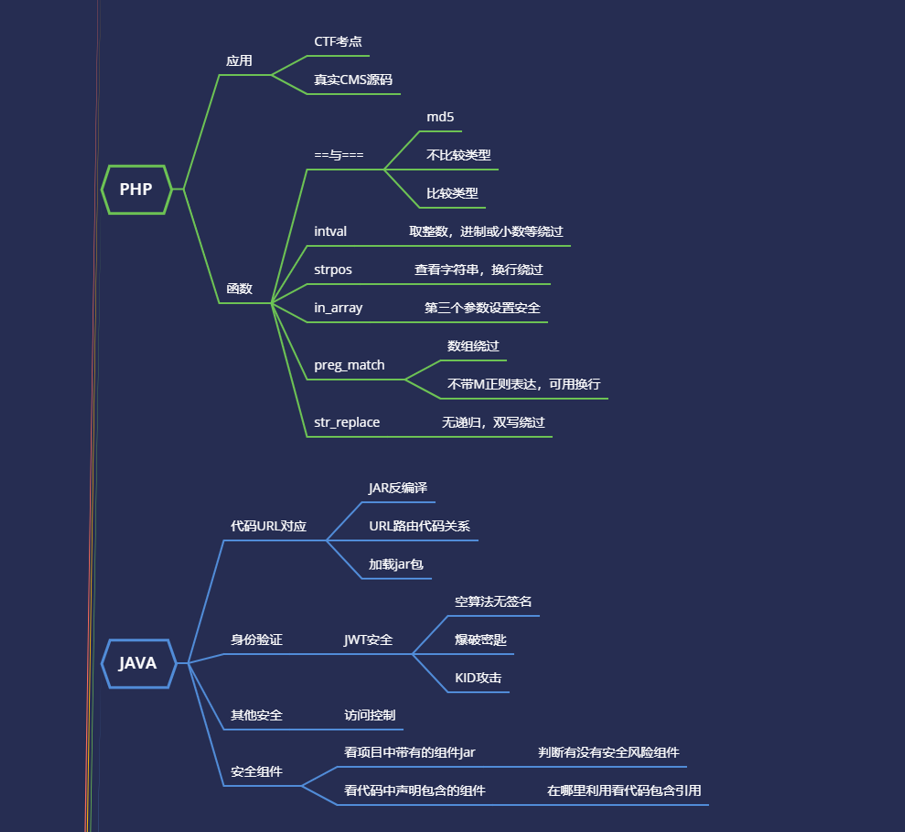 PHP
应用
CTF考点
真实CMS源码
函数
==与===
md5
不比较类型
比较类型
intval 取整数，进制或小数等绕过
strpos 查看字符串，换行绕过
in_array 第三个参数设置安全
preg_match
数组绕过
不带M正则表达，可用换行
str_replace 无递归，双写绕过
JAVA
代码URL对应
JAR反编译
URL路由代码关系
加载jar包
身份验证 JWT安全
空算法无签名
爆破密匙
KID攻击
其他安全 访问控制
安全组件
看项目中带有的组件jar 判断有没有安全风险组件
看代码中声明包含的组件 在哪里利用看代码包含引用